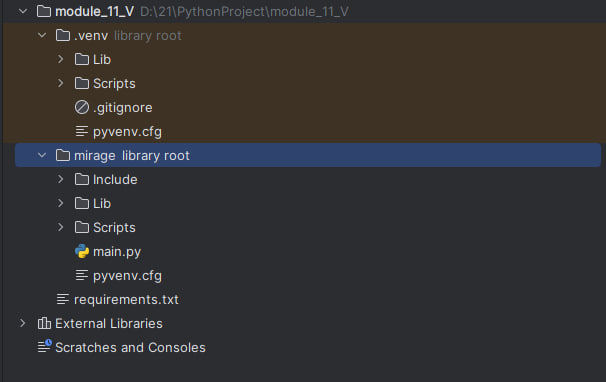 module_11_V D:\21\PythonProject\module_11_V
.venv library root
Lib
Scripts
.gitignore
pyvenv.cfg
mirage library root
Include
Lib
Scripts
main.py
pyvenv.cfg
requirements.txt
External Libraries
Scratches and Consoles